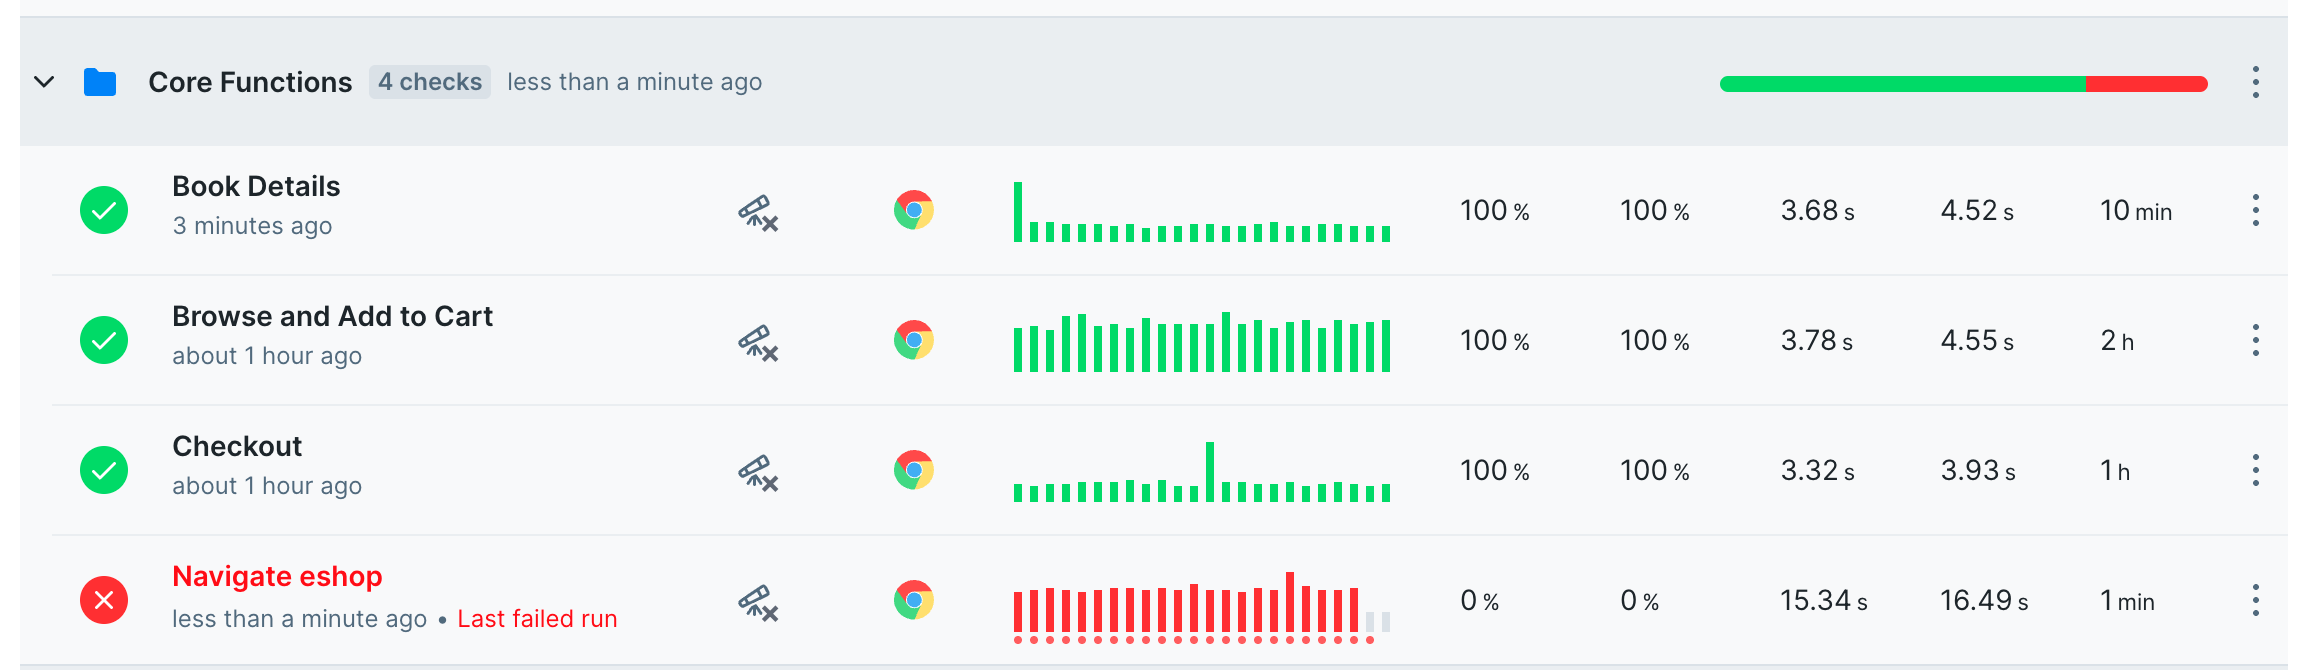 Core Functions 4 checks less than a minute ago
Book Details
3 minutes ago
100 % 100 % 3.68 s 4.52 s 10 min
Browse and Add to Cart
about 1 hour ago
100 % 100 % 3.78 s 4.55 s 2 h
Checkout
about 1 hour ago
100 % 100 % 3.32 s 3.93 s 1 h
Navigate eshop
less than a minute ago • Last failed run
0 % 0 % 15.34 s 16.49 s 1 min